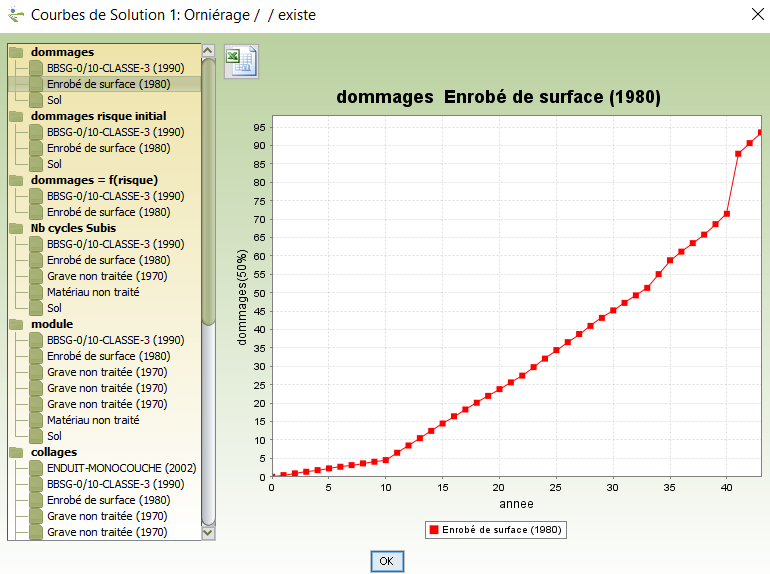 Courbes de Solution 1: Orniérage / / existe
dommages
BBSG-0/10-CLASSE-3 (1990)
Enrobé de surface (1980)
Sol
dommages risque initial
BBSG-0/10-CLASSE-3 (1990)
Enrobé de surface (1980)
Sol
dommages = f(risque)
BBSG-0/10-CLASSE-3 (1990)
Enrobé de surface (1980)
Nb cycles Subis
BBSG-0/10-CLASSE-3 (1990)
Enrobé de surface (1980)
Grave non traitée (1970)
Matériau non traité
Sol
module
BBSG-0/10-CLASSE-3 (1990)
Enrobé de surface (1980)
Grave non traitée (1970)
Grave non traitée (1970)
Grave non traitée (1970)
Matériau non traité
Sol
collages
ENDUIT-MONOCOUCHE (2002)
BBSG-0/10-CLASSE-3 (1990)
Enrobé de surface (1980)
Grave non traitée (1970)
Grave non traitée (1970)
dommages Enrobé de surface (1980)
dommages(50%)
95
90
85
80
75
70
65
60
55
50
45
40
35
30
25
20
15
10
5
0
0 5 10 15 20 25 30 35 40
annee
Enrobé de surface (1980)
OK